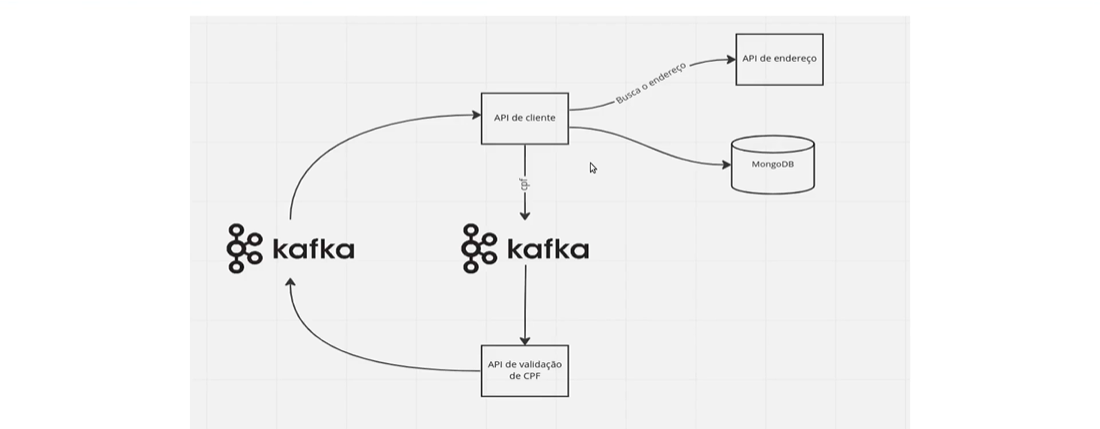 API de endereço
Busca o endereço
API de cliente
MongoDB
cpf
kafka
kafka
API de validação
de CPF